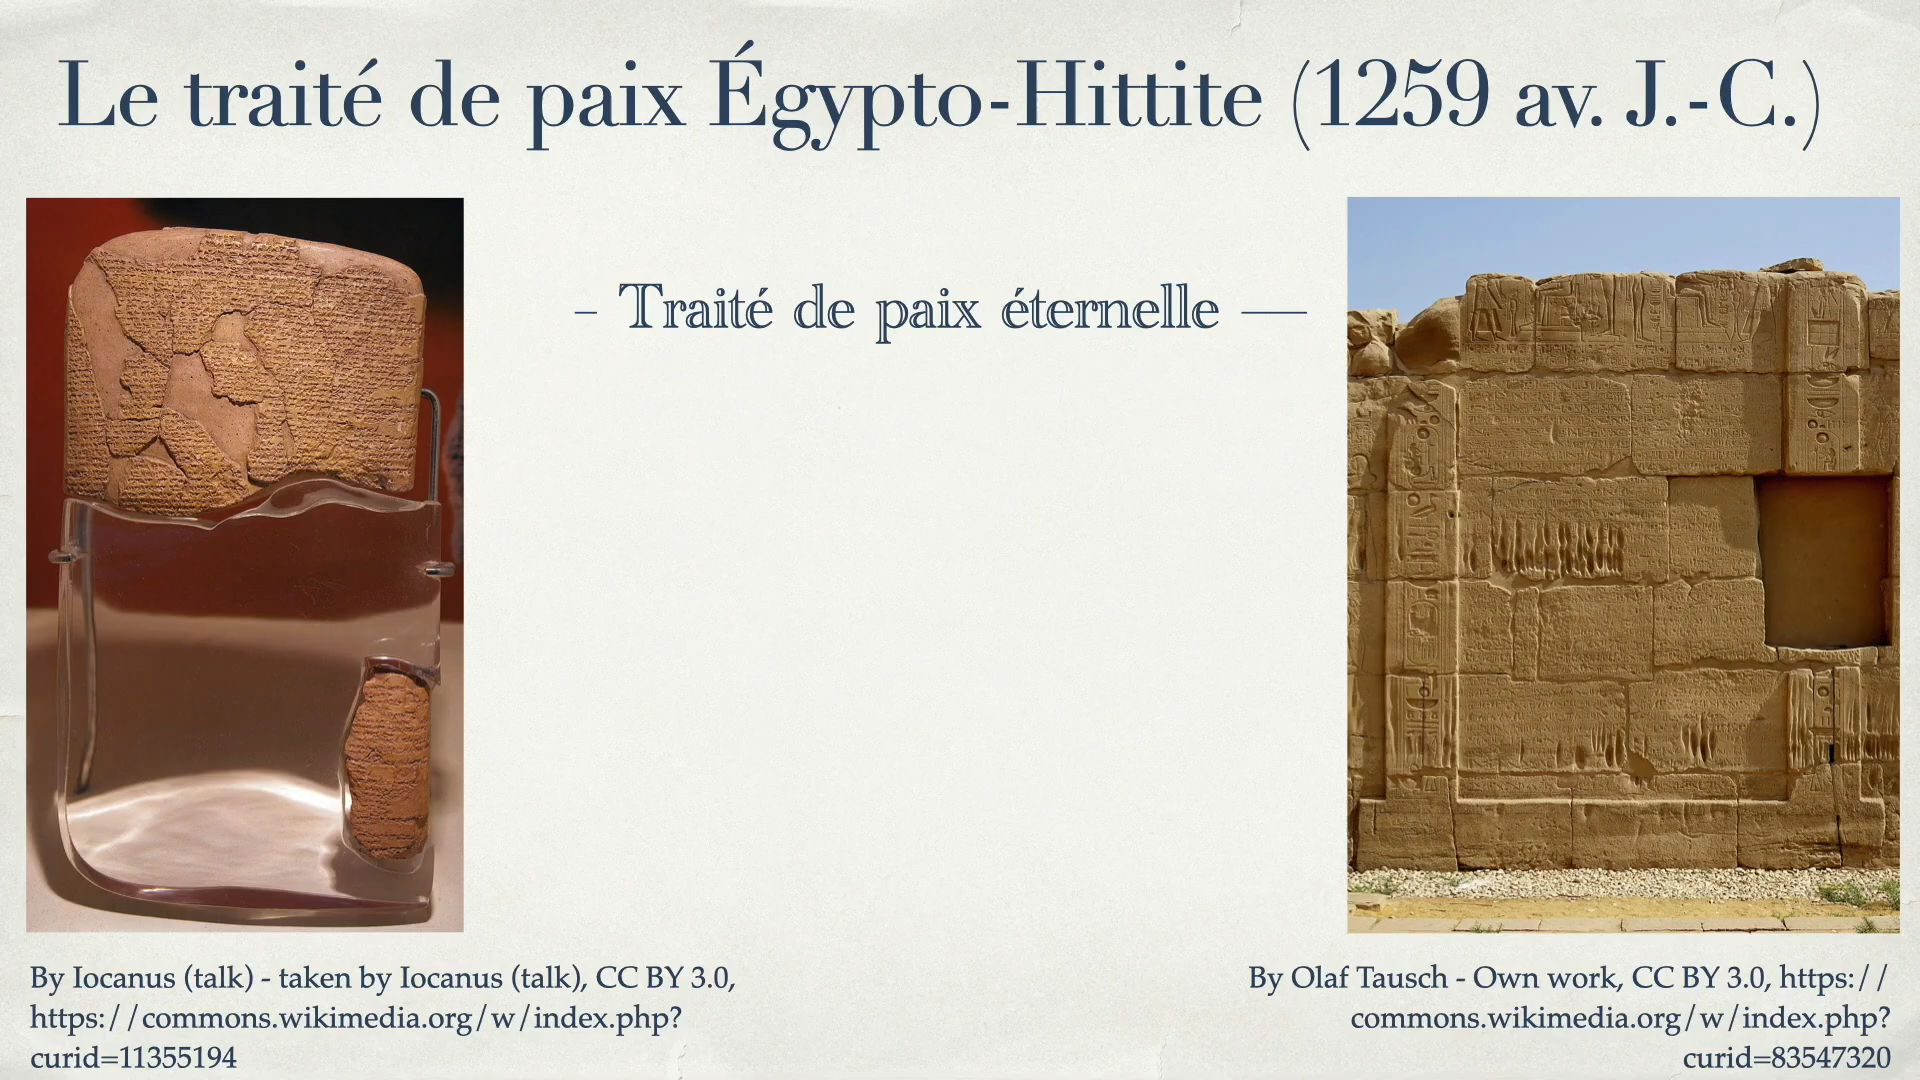 Le traité de paix Égypto-Hittite (1259 av. J.-C.)
– Traité de paix éternelle —
By Iocanus (talk) - taken by Iocanus (talk), CC BY 3.0,
https://commons.wikimedia.org/w/index.php?
curid=11355194
By Olaf Tausch - Own work, CC BY 3.0, https://
commons.wikimedia.org/w/index.php?
curid=83547320